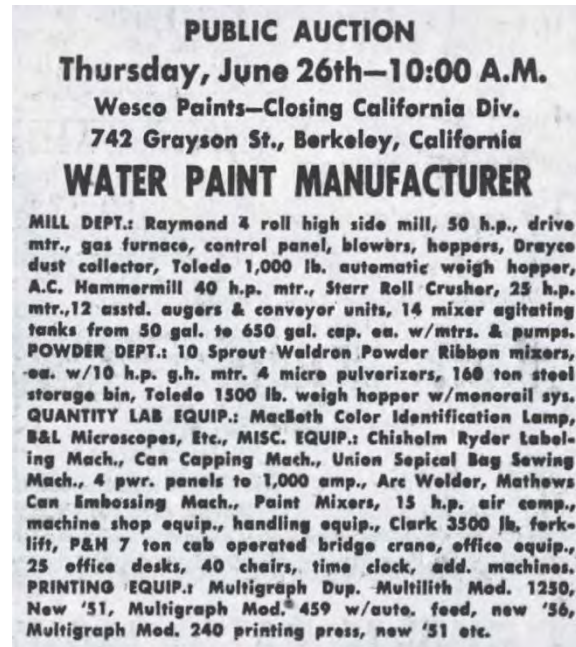 PUBLIC AUCTION
Thursday, June 26th—10:00 A.M.
Wesco Paints—Closing California Div.
742 Grayson St., Berkeley, California
WATER PAINT MANUFACTURER
MILL DEPT.: Raymond 4 roll high side mill, 50 h.p., drive
mtr., gas furnace, control panel, blowers, hoppers, Drayco
dust collector, Toledo 1,000 lb. automatic weigh hopper,
A.C. Hammermill 40 h.p. mtr., Starr Roll Crusher, 25 h.p.
mtr.,12 asstd. augers & conveyor units, 14 mixer agitating
tanks from 50 gal. to 650 gal. cap. ea. w/mtrs. & pumps.
POWDER DEPT.: 10 Sprout Waldron Powder Ribbon mixers,
ea. w/10 h.p. g.h. mtr. 4 micro pulverizers, 160 ton steel
storage bin, Toledo 1500 lb. weigh hopper w/monorail sys.
QUANTITY LAB EQUIP.: MacBeth Color Identification Lamp,
B&L Microscopes, Etc., MISC. EQUIP.: Chisholm Ryder Label-
ing Mach., Can Capping Mach., Union Sepical Bag Sewing
Mach., 4 pwr. panels to 1,000 amp., Arc Welder, Mathews
Can Embossing Mach., Paint Mixers, 15 h.p. air comp.,
machine shop equip., handling equip., Clark 3500 lb. fork-
lift, P&H 7 ton cab operated bridge crane, office equip.,
25 office desks, 40 chairs, time clock, add. machines.
PRINTING EQUIP.: Multigraph Dup. Multilith Mod. 1250,
New '51, Multigraph Mod. 459 w/auto. feed, new '56,
Multigraph Mod. 240 printing press, new '51 etc.